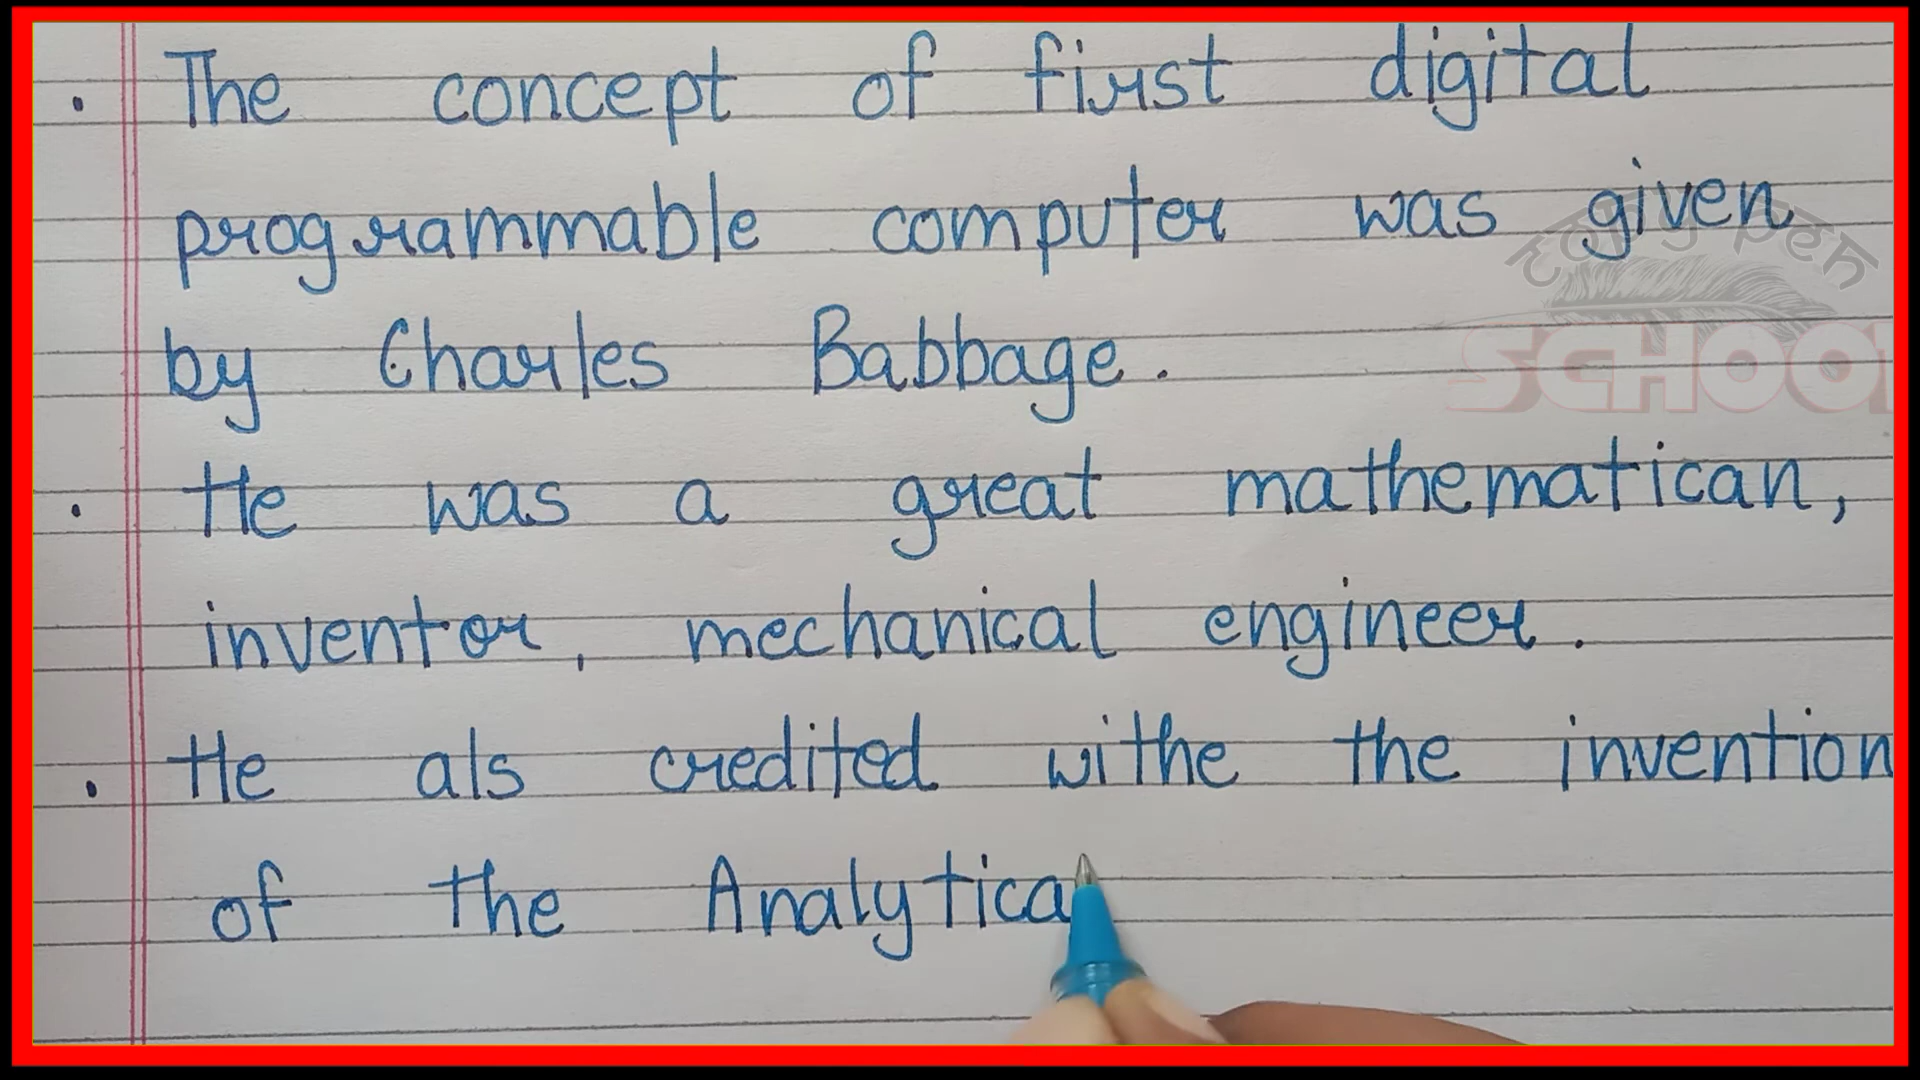 • The concept of first digital
programmable computer was given
by Charles Babbage.
• He was a great mathematican,
inventor, mechanical engineer.
• He als credited withe the invention
of the Analytica
SCHOOL